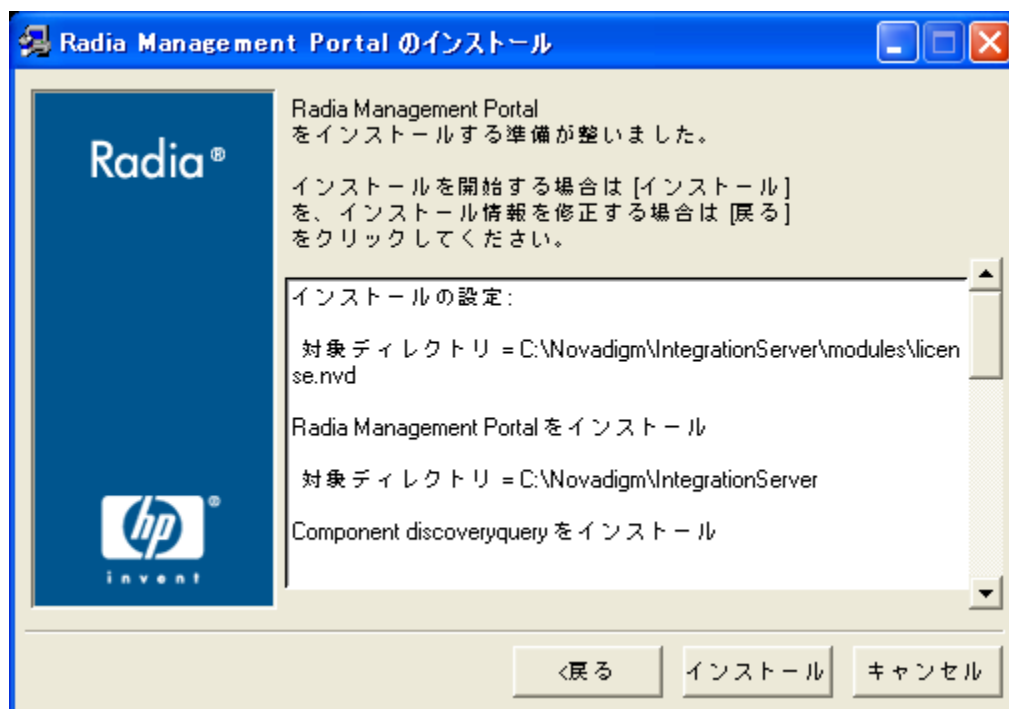 Radia Management Portal のインストール
Radia®
Radia Management Portal
をインストールする準備が整いました。
インストールを開始する場合は [インストール]
を、インストール情報を修正する場合は [戻る]
をクリックしてください。
インストールの設定:
対象ディレクトリ = C:\Novadigm\IntegrationServer\modules\licen
se.nvd
Radia Management Portal をインストール
対象ディレクトリ = C:\Novadigm\IntegrationServer
Component discoveryquery をインストール
hp®
invent
<戻る
インストール
キャンセル